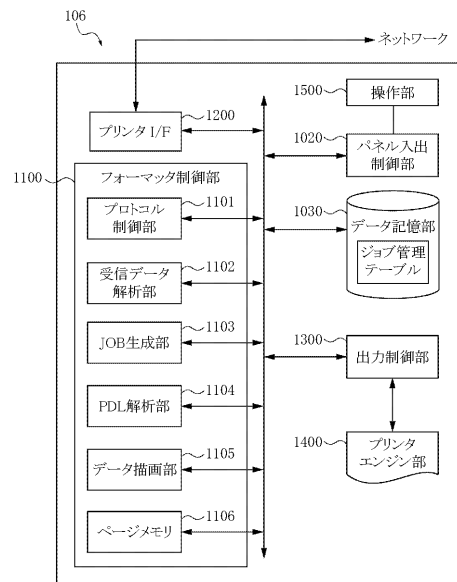 106
ネットワーク
1200
プリンタ I/F
1500
操作部
1020
パネル入出
制御部
1100
フォーマッタ制御部
1101
プロトコル
制御部
1030
データ記憶部
ジョブ管理
テーブル
1102
受信データ
解析部
1103
JOB生成部
1300
出力制御部
1104
PDL解析部
1400
プリンタ
エンジン部
1105
データ描画部
1106
ページメモリ